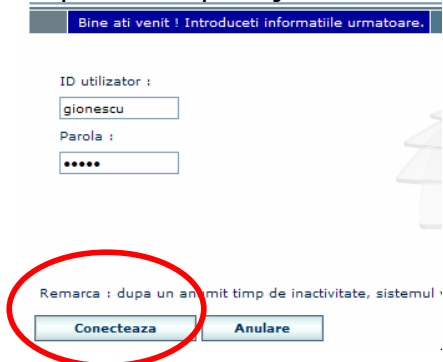 Bine ati venit ! Introduceti informatiile urmatoare.
ID utilizator :
gionescu
Parola :
•••••
Remarca : dupa un anumit timp de inactivitate, sistemul
Conecteaza Anulare